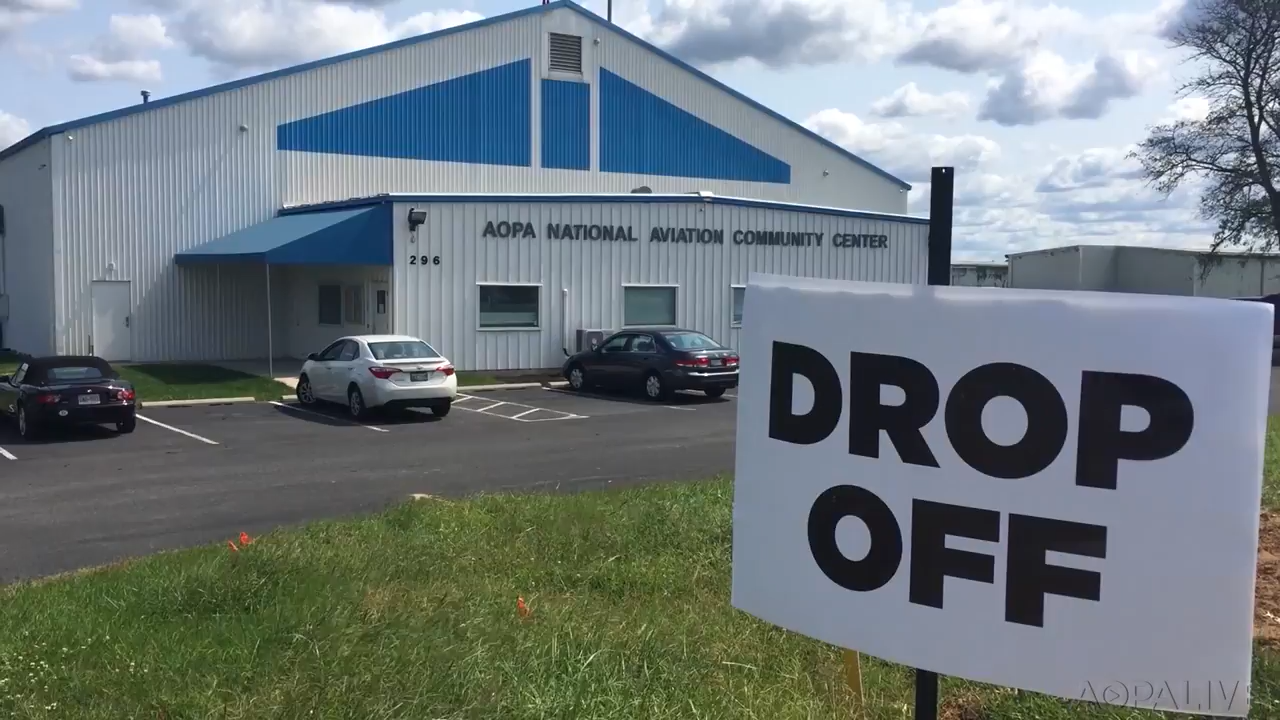 AOPA NATIONAL AVIATION COMMUNITY CENTER
296
DROP
OFF
AOPALIVE